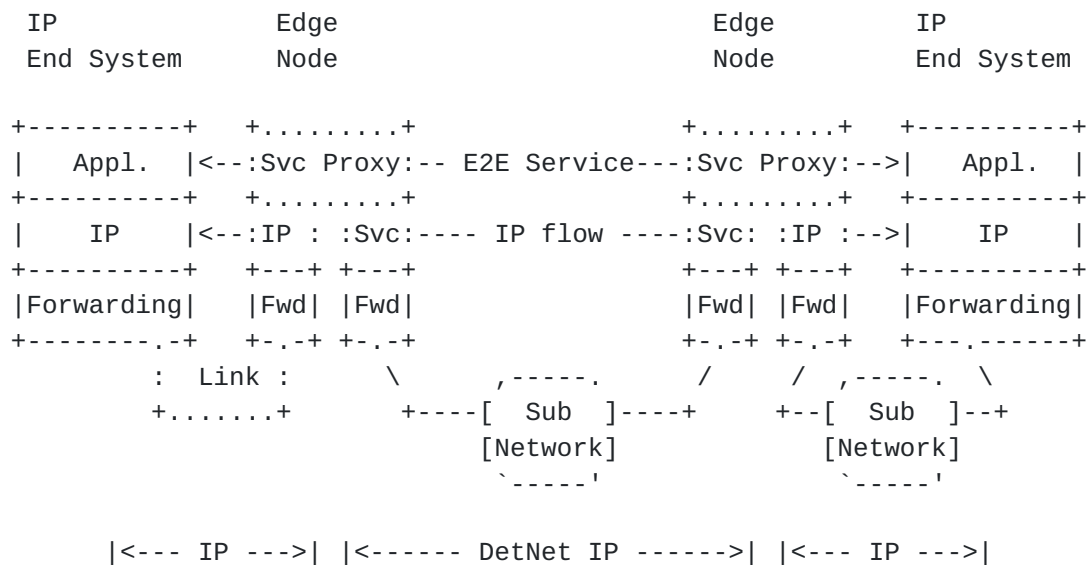 IP               Edge                        Edge         IP
 End System      Node                         Node         End System

+----------+   +.........+                +.........+   +----------+
|   Appl.  |<--:Svc Proxy:-- E2E Service---:Svc Proxy:-->|   Appl.  |
+----------+   +.........+                +.........+   +----------+
|    IP    |<--:IP : :Svc:---- IP flow ----:Svc: :IP :-->|    IP    |
+----------+   +---+ +---+                +---+ +---+   +----------+
|Forwarding|   |Fwd| |Fwd|                |Fwd| |Fwd|   |Forwarding|
+--------.-+   +-.-+ +-.-+                +-.-+ +-.-+   +---.------+
         :  Link :      \      ,-----.      /     /  ,-----.  \
         +.......+       +----[  Sub  ]----+     +--[  Sub  ]--+
                              [Network]             [Network]
                               `-----'               `-----'

      |<--- IP --->| |<------ DetNet IP ------>| |<--- IP --->|